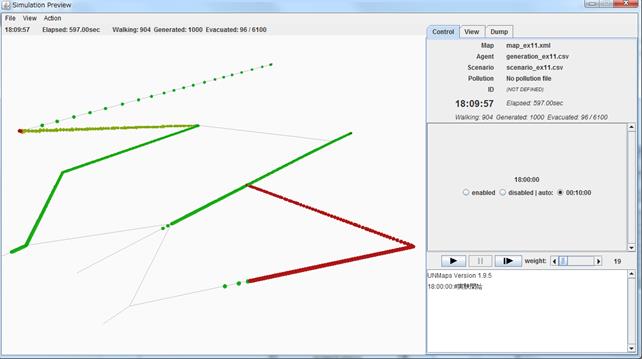 Simulation Preview
File View Action
18:09:57 Elapsed: 597.00sec Walking: 904 Generated: 1000 Evacuated: 96 / 6100
Control View Dump
Map map_ex11.xml
Agent generation_ex11.csv
Scenario scenario_ex11.csv
Pollution No pollution file
ID (NOT DEFINED)
18:09:57 Elapsed: 597.00sec
Walking: 904 Generated: 1000 Evacuated: 96 / 6100
18:00:00
enabled disabled | auto: 00:10:00
weight: 19
UNMaps Version 1.9.5
18:00:00:#実験開始